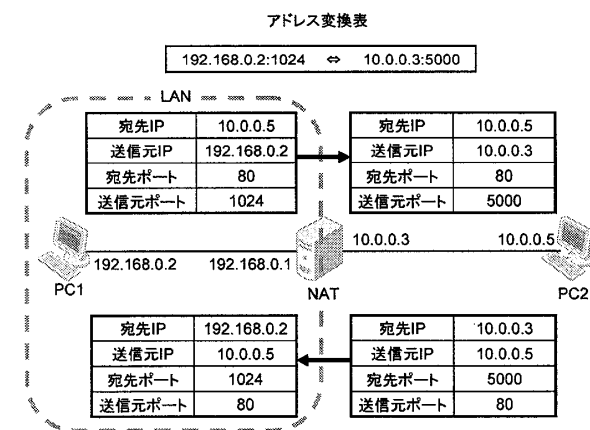 アドレス変換表
192.168.0.2:1024 ⇔ 10.0.0.3:5000
LAN
宛先IP 10.0.0.5
送信元IP 192.168.0.2
宛先ポート 80
送信元ポート 1024
宛先IP 10.0.0.5
送信元IP 10.0.0.3
宛先ポート 80
送信元ポート 5000
10.0.0.3 10.0.0.5
192.168.0.2 192.168.0.1
PC1
NAT
PC2
宛先IP 192.168.0.2
送信元IP 10.0.0.5
宛先ポート 1024
送信元ポート 80
宛先IP 10.0.0.3
送信元IP 10.0.0.5
宛先ポート 5000
送信元ポート 80